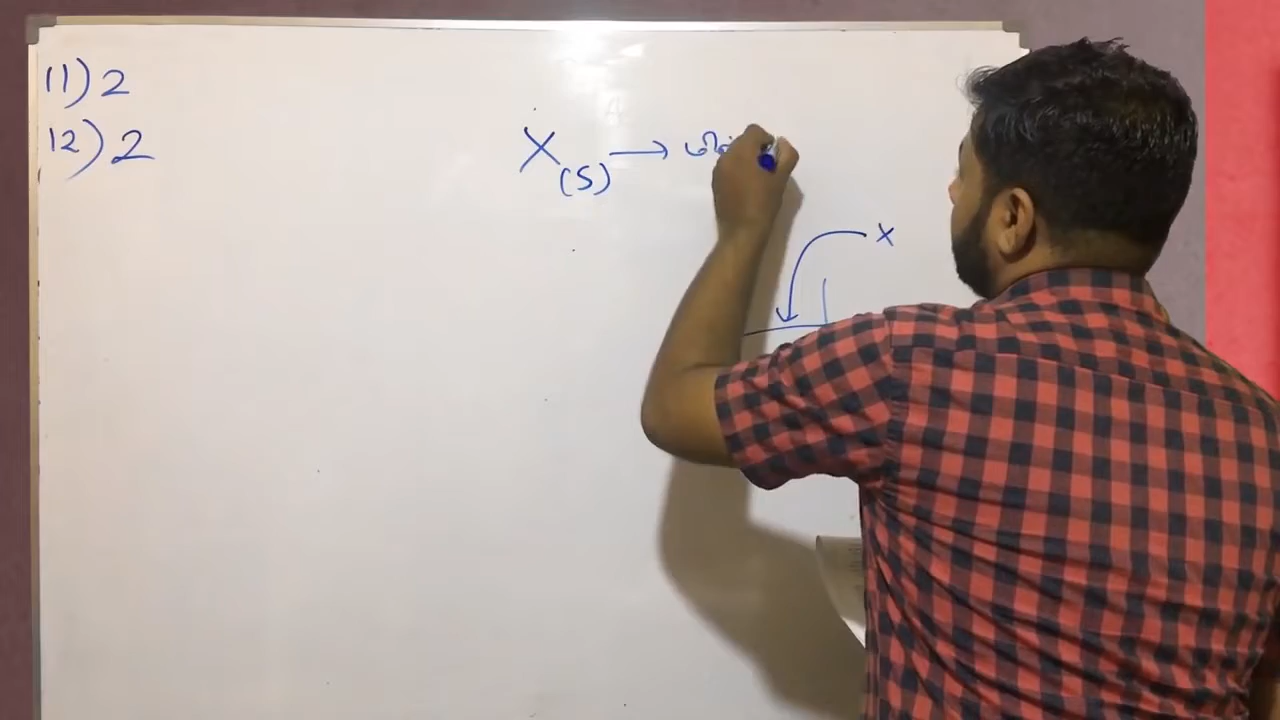 11) 2
12) 2
X(S) →
X